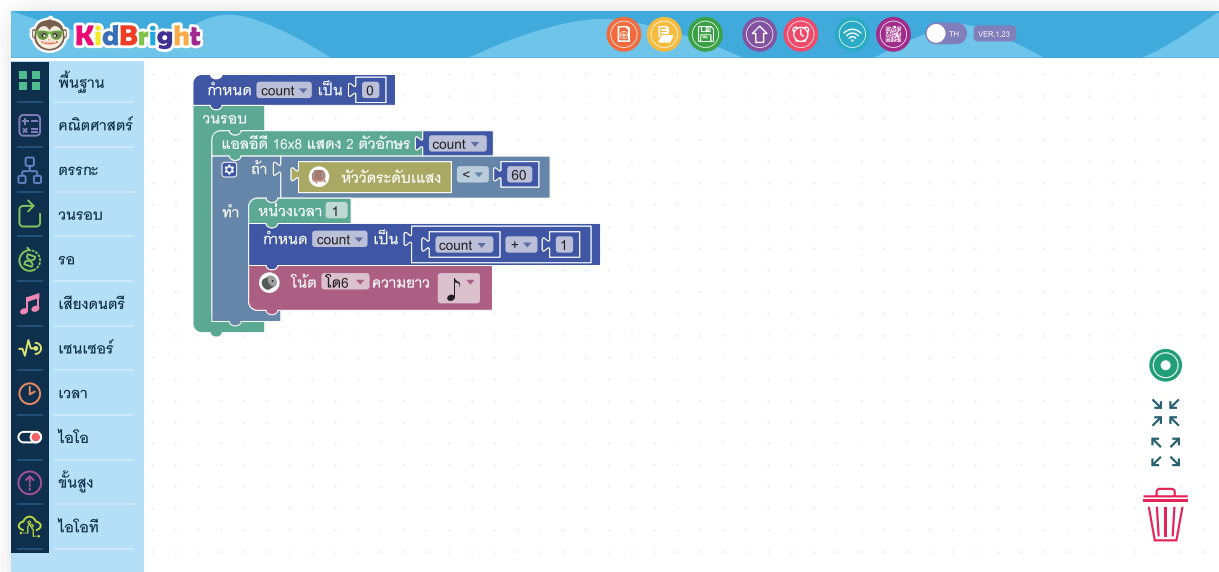 KidBright
TH
VER.1.23
พื้นฐาน
คณิตศาสตร์
ตรรกะ
วนรอบ
รอ
เสียงดนตรี
เซนเซอร์
เวลา
ไอโอ
ขั้นสูง
ไอโอที
กำหนด count เป็น 0
วนรอบ
แอลอีดี 16x8 แสดง 2 ตัวอักษร count
ถ้า หัววัดระดับแสง < 60
ทำ หน่วงเวลา 1
กำหนด count เป็น count + 1
โน้ต โด6 ความยาว